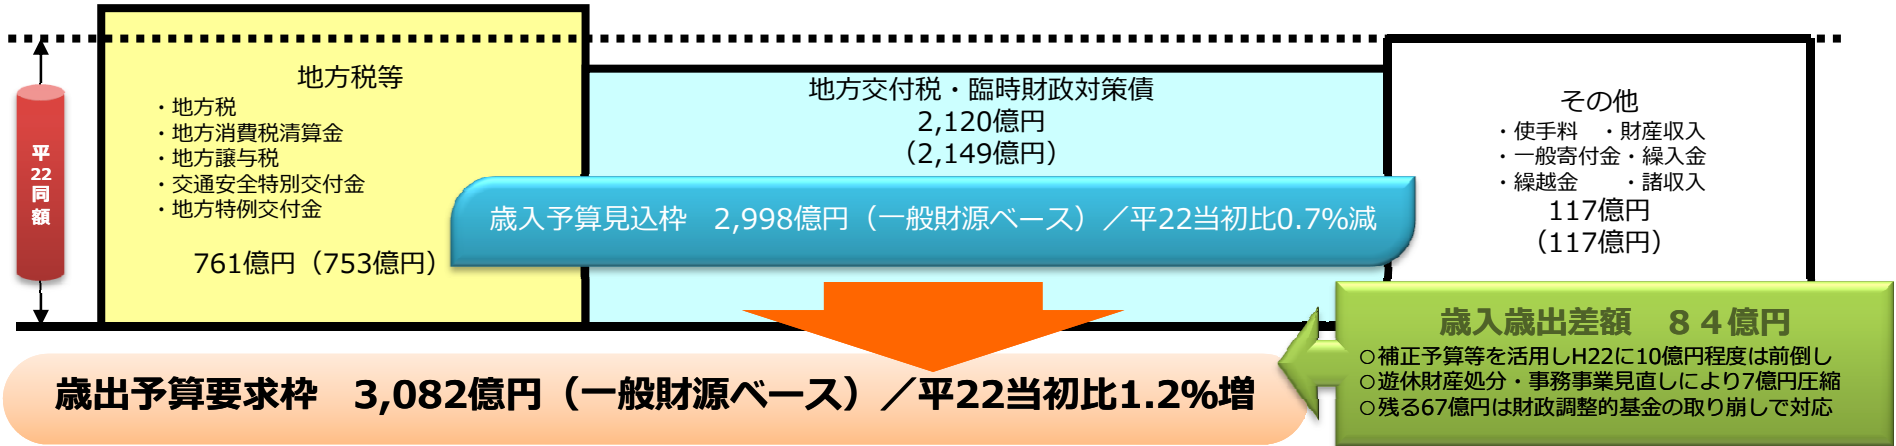 平
22
同
額
地方税等
・地方税
・地方消費税清算金
・地方譲与税
・交通安全特別交付金
・地方特例交付金
761億円（753億円）
地方交付税・臨時財政対策債
2,120億円
（2,149億円）
その他
・使手料　・財産収入
・一般寄付金・繰入金
・繰越金　　・諸収入
117億円
（117億円）
歳入予算見込枠　2,998億円（一般財源ベース）／平22当初比0.7%減
歳入歳出差額　８４億円
○補正予算等を活用しH22に10億円程度は前倒し
○遊休財産処分・事務事業見直しにより7億円圧縮
○残る67億円は財政調整的基金の取り崩しで対応
歳出予算要求枠　3,082億円（一般財源ベース）／平22当初比1.2%増